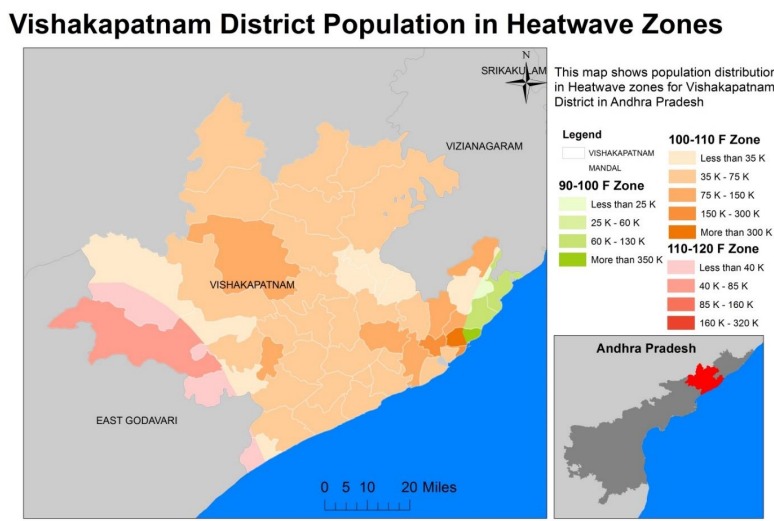 Vishakapatnam District Population in Heatwave Zones
N
SRIKAKULAM
VIZIANAGARAM
VISHAKAPATNAM
EAST GODAVARI
0 5 10 20 Miles
This map shows population distribution
in Heatwave zones for Vishakapatnam
District in Andhra Pradesh
Legend
VISHAKAPATNAM
MANDAL
90-100 F Zone
Less than 25 K
25 K - 60 K
60 K - 130 K
More than 350 K
100-110 F Zone
Less than 35 K
35 K - 75 K
75 K - 150 K
150 K - 300 K
More than 300 K
110-120 F Zone
Less than 40 K
40 K - 85 K
85 K - 160 K
160 K - 320 K
Andhra Pradesh